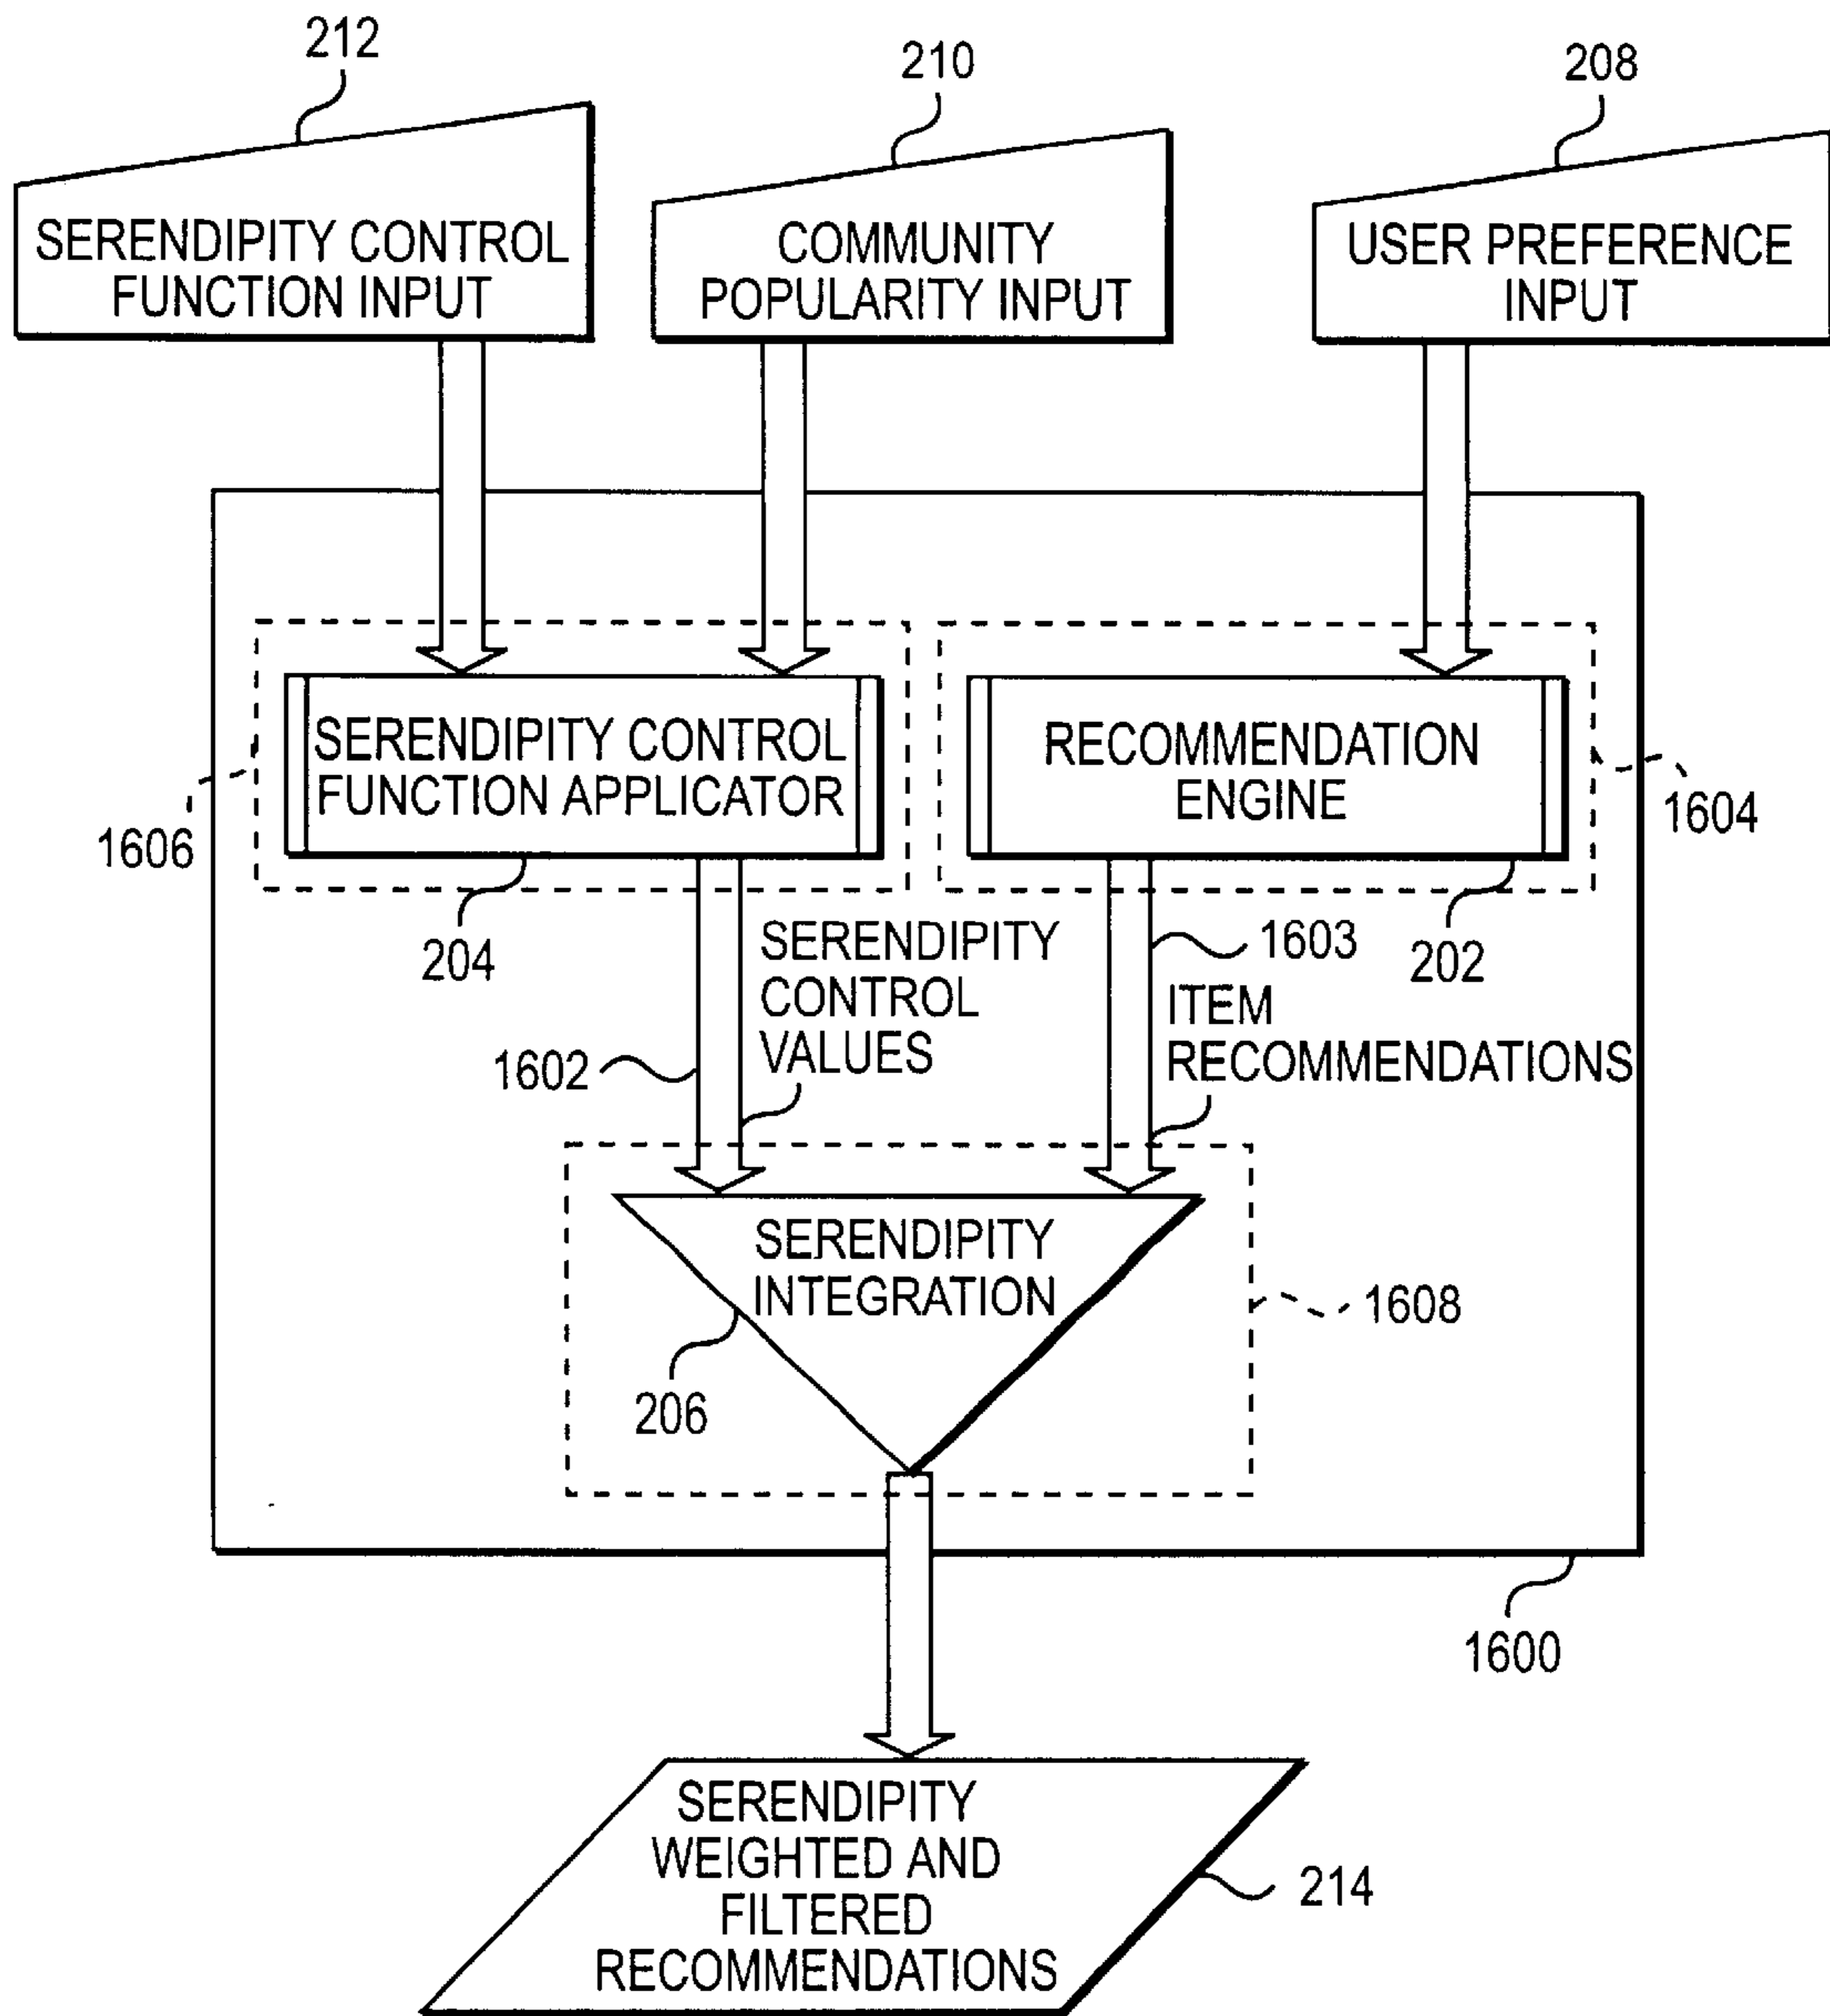 212
210
208
SERENDIPITY CONTROL
FUNCTION INPUT
COMMUNITY
POPULARITY INPUT
USER PREFERENCE
INPUT
SERENDIPITY CONTROL
FUNCTION APPLICATOR
RECOMMENDATION
ENGINE
1606
1604
204
202
SERENDIPITY
CONTROL
VALUES
1603
ITEM
RECOMMENDATIONS
1602
SERENDIPITY
INTEGRATION
1608
206
1600
SERENDIPITY
WEIGHTED AND
FILTERED
RECOMMENDATIONS
214